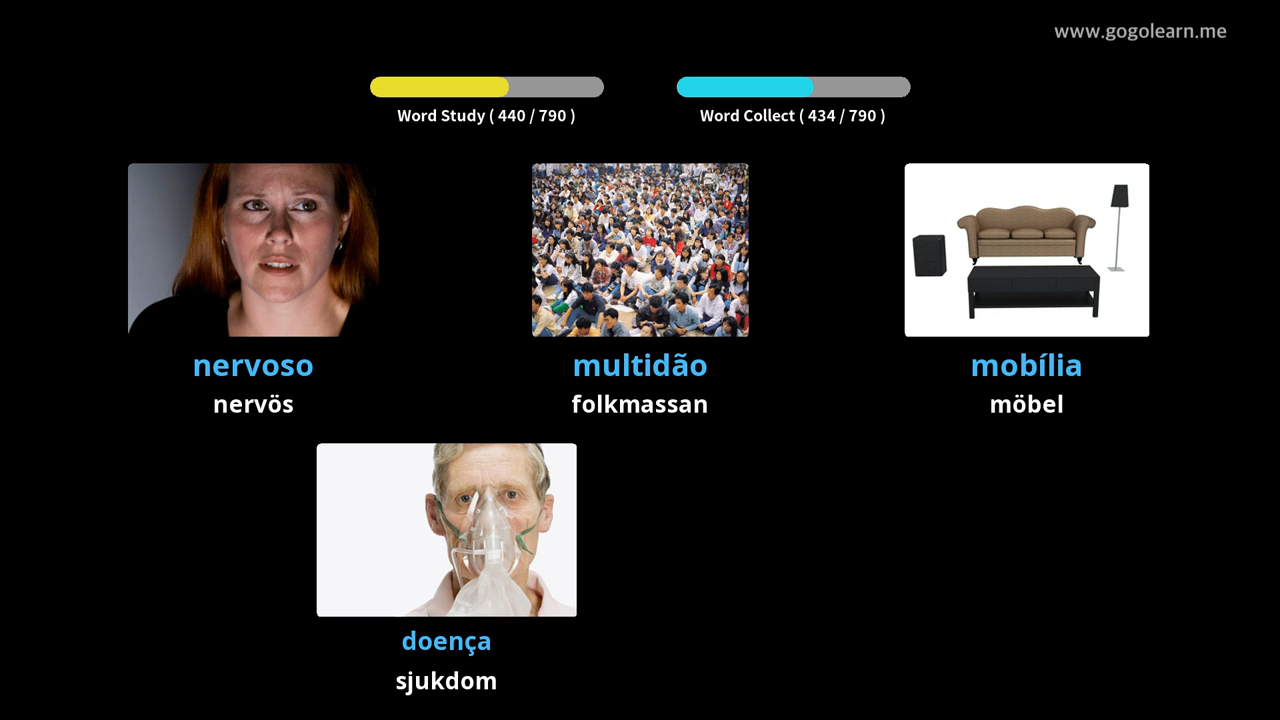 www.gogolearn.me
Word Study ( 440 / 790 )
Word Collect ( 434 / 790 )
nervoso
nervös
multidão
folkmassan
mobília
möbel
doença
sjukdom